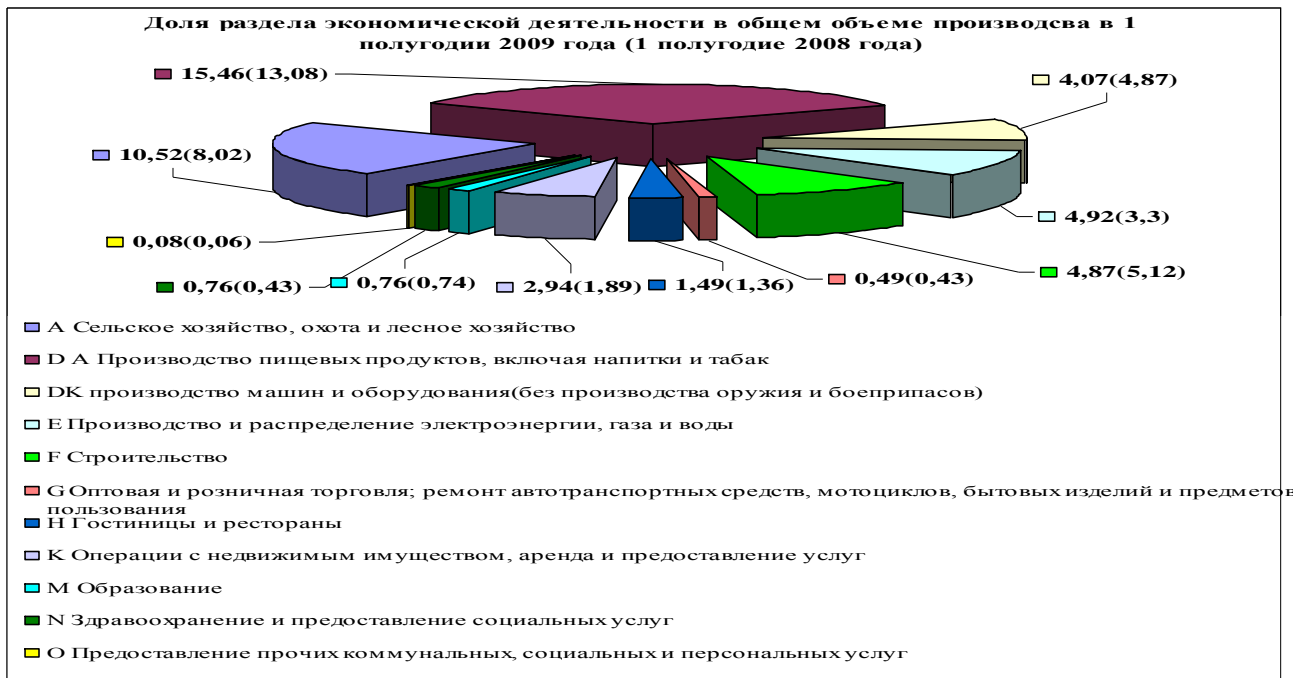 Доля раздела экономической деятельности в общем объеме производсва в 1
полугодии 2009 года (1 полугодие 2008 года)
15,46(13,08)
4,07(4,87)
10,52(8,02)
4,92(3,3)
0,08(0,06)
4,87(5,12)
0,76(0,43)
0,76(0,74)
2,94(1,89)
1,49(1,36)
0,49(0,43)
А Сельское хозяйство, охота и лесное хозяйство
D A Производство пищевых продуктов, включая напитки и табак
DK производство машин и оборудования(без производства оружия и боеприпасов)
E Производство и распределение электроэнергии, газа и воды
F Строительство
G Оптовая и розничная торговля; ремонт автотранспортных средств, мотоциклов, бытовых изделий и предметов
пользования
H Гостиницы и рестораны
K Операции с недвижимым имуществом, аренда и предоставление услуг
M Образование
N Здравоохранение и предоставление социальных услуг
O Предоставление прочих коммунальных, социальных и персональных услуг